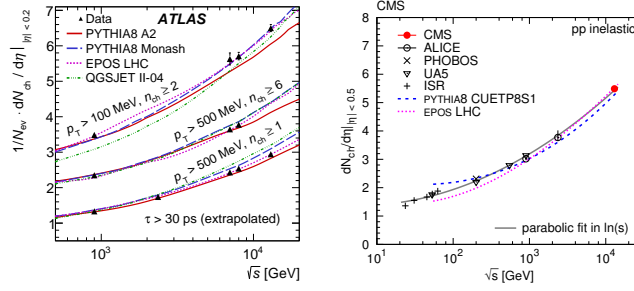 ATLAS
Data
PYTHIA8 A2
PYTHIA8 Monash
EPOS LHC
QGSJET II-04
p_T > 100 MeV, n_ch ≥ 2
p_T > 500 MeV, n_ch ≥ 6
p_T > 500 MeV, n_ch ≥ 1
τ > 30 ps (extrapolated)
1/N_ev · dN_ch / dη | |η| < 0.2
7
6
5
4
3
2
1
10^3
10^4
√s [GeV]
CMS
pp inelastic
CMS
ALICE
PHOBOS
UA5
ISR
PYTHIA8 CUETP8S1
EPOS LHC
parabolic fit in ln(s)
dN_ch/dη| |η| < 0.5
8
7
6
5
4
3
2
1
0
10
10^2
10^3
10^4
√s [GeV]